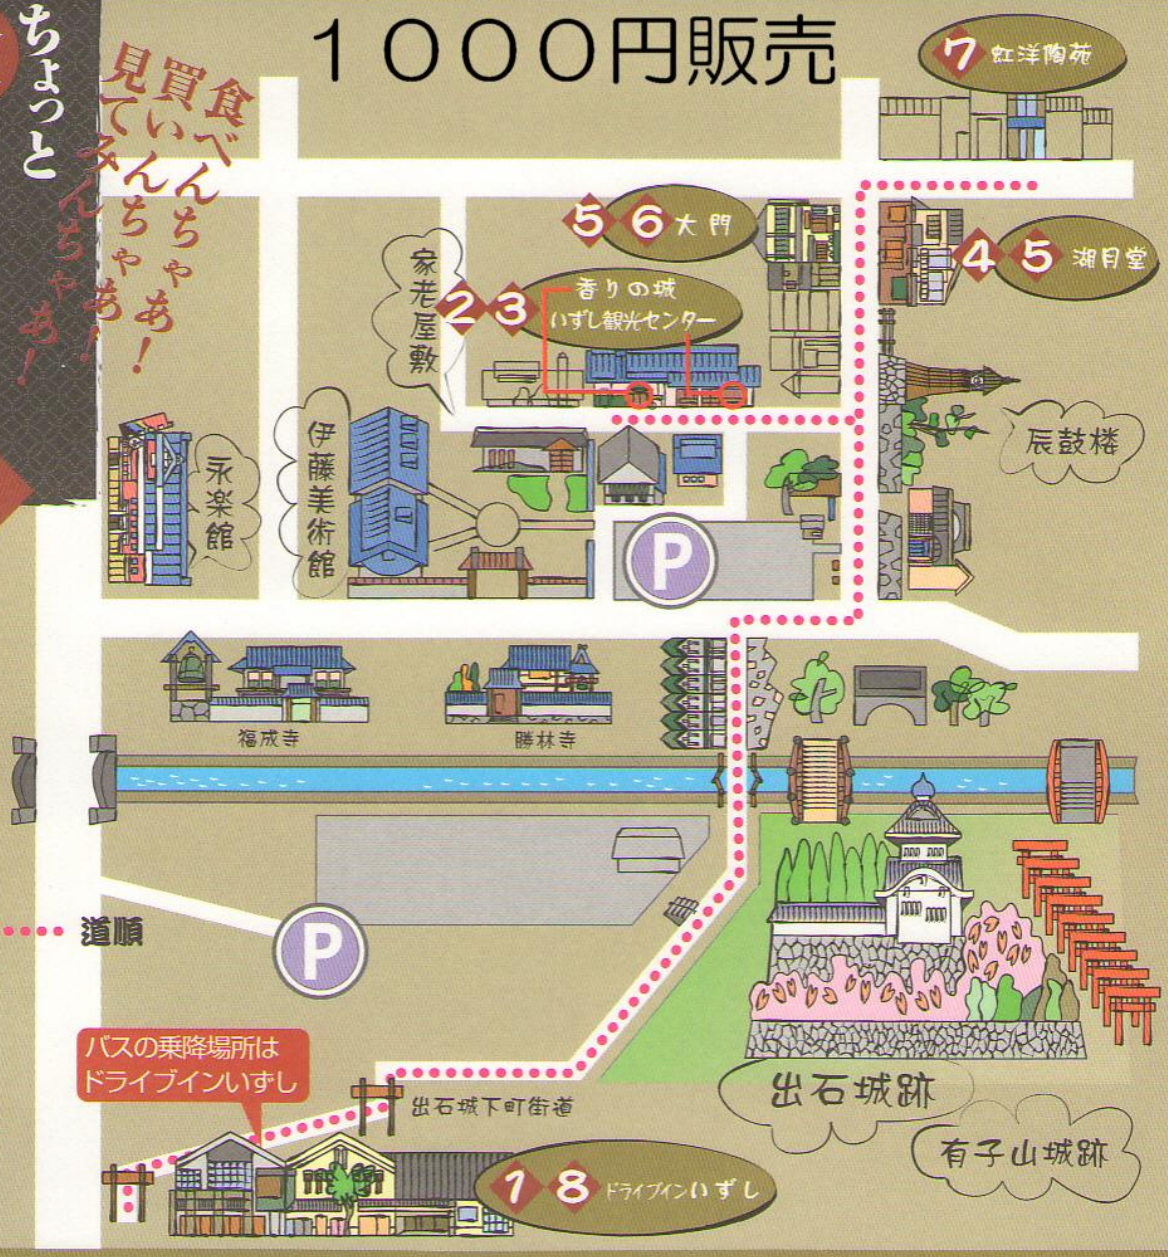 ちょっと
１０００円販売
食べんちゃあ！
買いんちゃあ！
見てみんちゃあ！
7 虹洋陶苑
5 6 大門
4 5 湖月堂
家老屋敷
2 3 香りの城
いずし観光センター
辰鼓楼
伊藤美術館
永楽館
P
福成寺
勝林寺
道順
P
バスの乗降場所は
ドライブインいずし
出石城下町街道
出石城跡
有子山城跡
1 8 ドライブインいずし